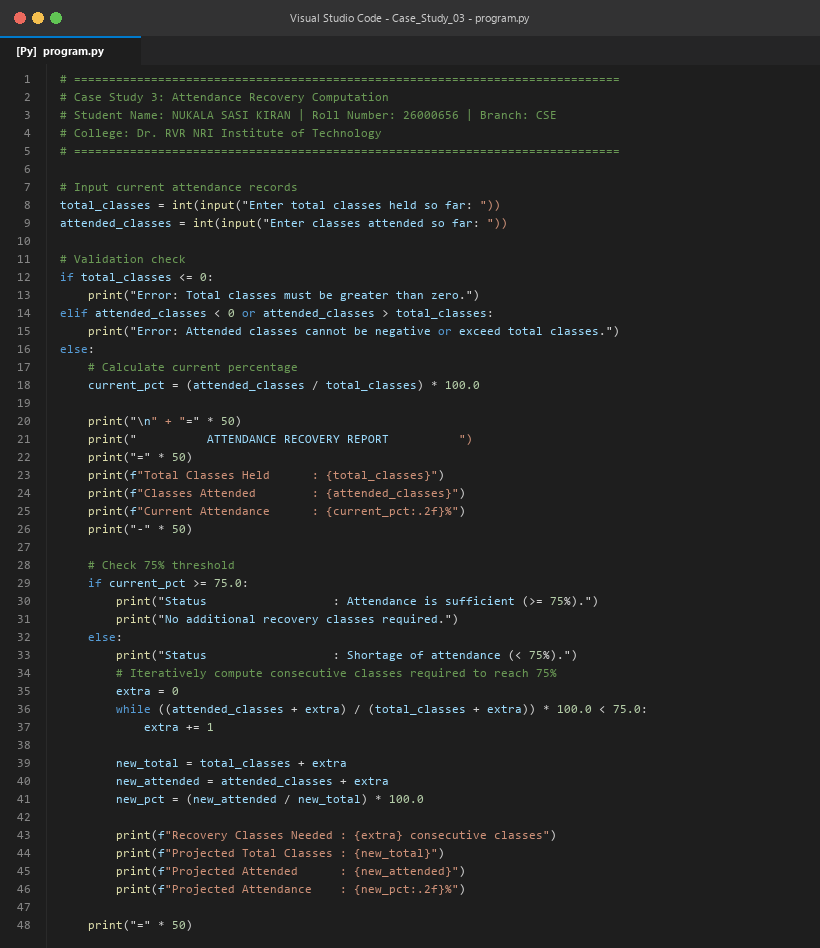 Visual Studio Code - Case_Study_03 - program.py
[Py] program.py
1 # ==============================================================================
2 # Case Study 3: Attendance Recovery Computation
3 # Student Name: NUKALA SASI KIRAN | Roll Number: 26000656 | Branch: CSE
4 # College: Dr. RVR NRI Institute of Technology
5 # ==============================================================================
6
7 # Input current attendance records
8 total_classes = int(input("Enter total classes held so far: "))
9 attended_classes = int(input("Enter classes attended so far: "))
10
11 # Validation check
12 if total_classes <= 0:
13     print("Error: Total classes must be greater than zero.")
14 elif attended_classes < 0 or attended_classes > total_classes:
15     print("Error: Attended classes cannot be negative or exceed total classes.")
16 else:
17     # Calculate current percentage
18     current_pct = (attended_classes / total_classes) * 100.0
19
20     print("\n" + "=" * 50)
21     print("          ATTENDANCE RECOVERY REPORT          ")
22     print("=" * 50)
23     print(f"Total Classes Held      : {total_classes}")
24     print(f"Classes Attended        : {attended_classes}")
25     print(f"Current Attendance      : {current_pct:.2f}%")
26     print("-" * 50)
27
28     # Check 75% threshold
29     if current_pct >= 75.0:
30         print("Status                  : Attendance is sufficient (>= 75%).")
31         print("No additional recovery classes required.")
32     else:
33         print("Status                  : Shortage of attendance (< 75%).")
34         # Iteratively compute consecutive classes required to reach 75%
35         extra = 0
36         while ((attended_classes + extra) / (total_classes + extra)) * 100.0 < 75.0:
37             extra += 1
38
39         new_total = total_classes + extra
40         new_attended = attended_classes + extra
41         new_pct = (new_attended / new_total) * 100.0
42
43         print(f"Recovery Classes Needed : {extra} consecutive classes")
44         print(f"Projected Total Classes : {new_total}")
45         print(f"Projected Attended      : {new_attended}")
46         print(f"Projected Attendance    : {new_pct:.2f}%")
47
48     print("=" * 50)